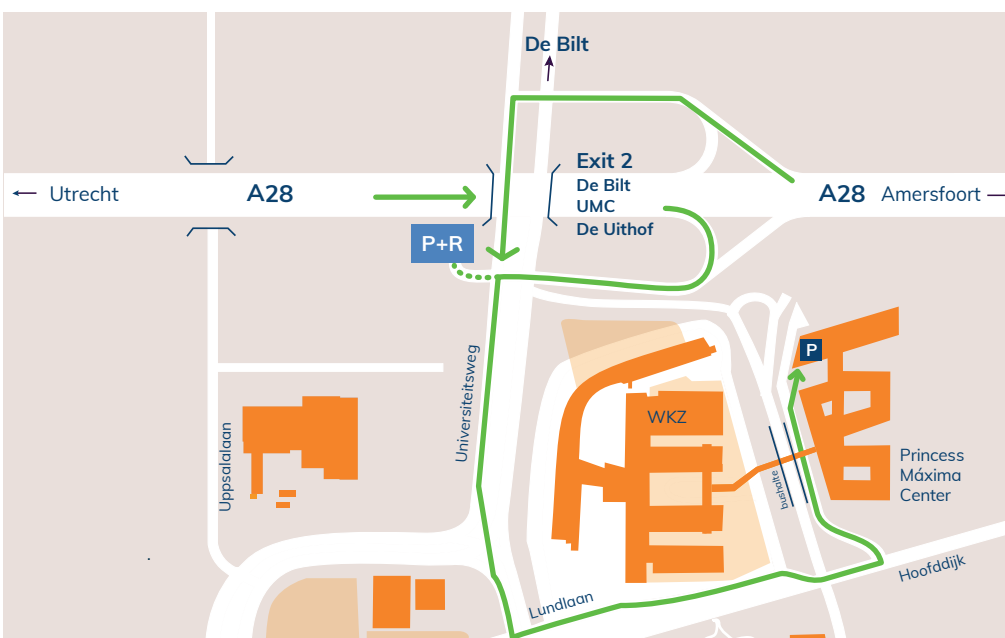 De Bilt
Exit 2
De Bilt
UMC
De Uithof
Utrecht
A28
A28
Amersfoort
P+R
P
Universiteitsweg
WKZ
Uppsalalaan
bushalte
Princess
Máxima
Center
Hoofddijk
Lundlaan